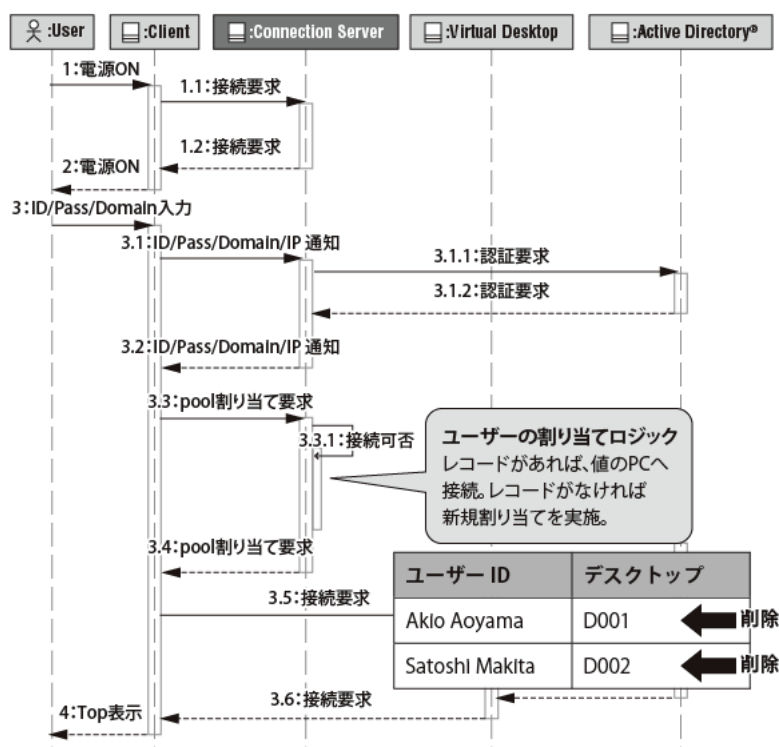 :User
:Client
:Connection Server
:Virtual Desktop
:Active Directory®
1:電源ON
1.1:接続要求
1.2:接続要求
2:電源ON
3:ID/Pass/Domain入力
3.1:ID/Pass/Domain/IP 通知
3.1.1:認証要求
3.1.2:認証要求
3.2:ID/Pass/Domain/IP 通知
3.3:pool割り当て要求
3.3.1:接続可否
ユーザーの割り当てロジック
レコードがあれば、値のPCへ
接続。レコードがなければ
新規割り当てを実施。
3.4:pool割り当て要求
ユーザー ID
デスクトップ
3.5:接続要求
Akio Aoyama
D001
削除
Satoshi Makita
D002
削除
3.6:接続要求
4:Top表示